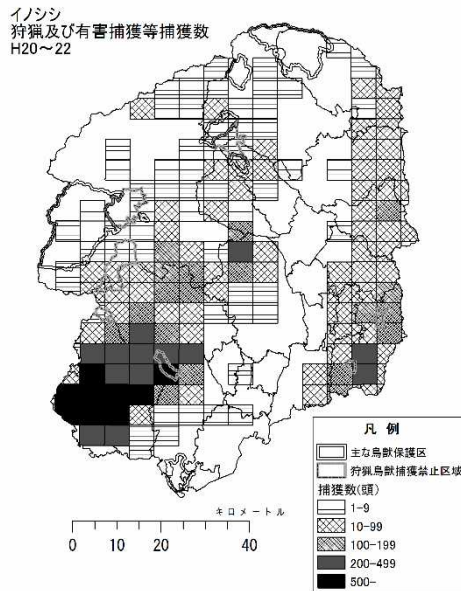 イノシシ
狩猟及び有害捕獲等捕獲数
H20～22
キロメートル
0 10 20 40
凡 例
主な鳥獣保護区
狩猟鳥獣捕獲禁止区域
捕獲数(頭)
1-9
10-99
100-199
200-499
500-